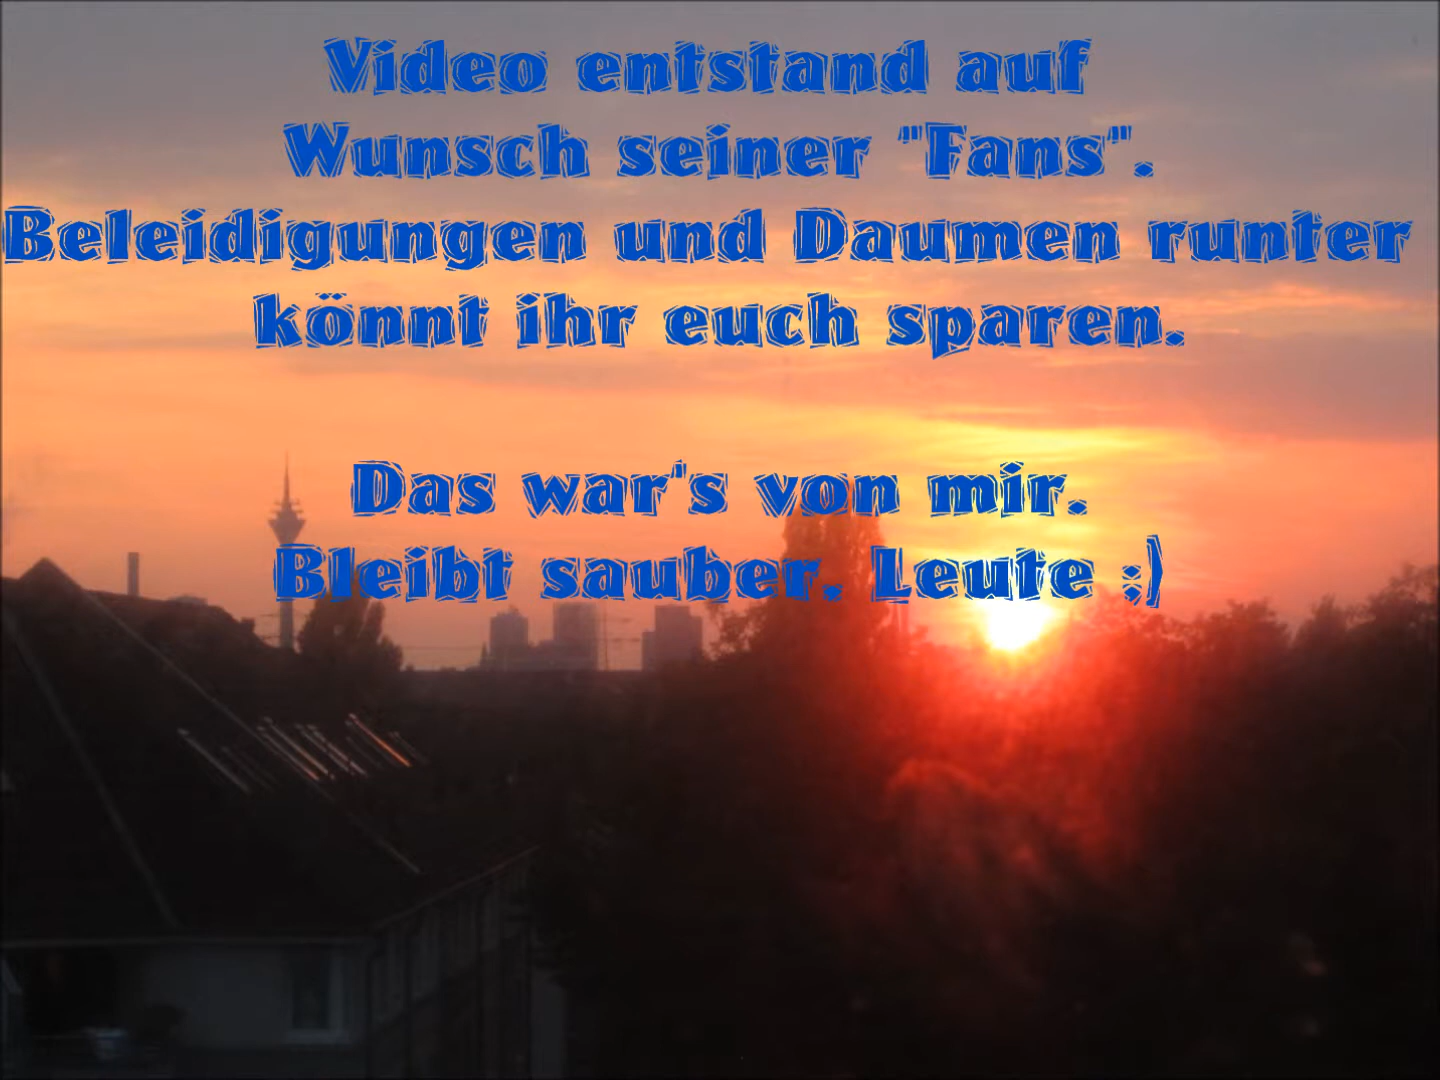 Video entstand auf
Wunsch seiner "Fans".
Beleidigungen und Daumen runter
könnt ihr euch sparen.
Das war's von mir.
Bleibt sauber. Leute ;)